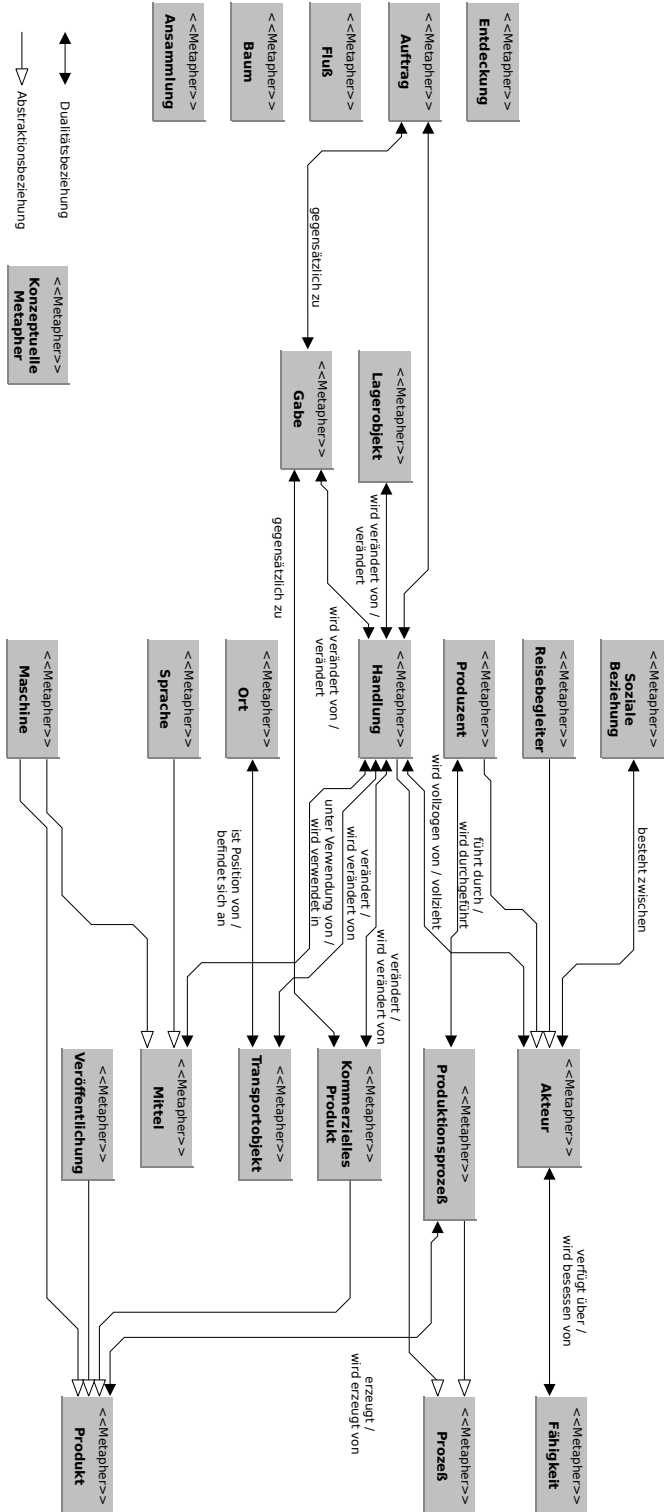 <<Metapher>>
Entdeckung
<<Metapher>>
Auftrag
<<Metapher>>
Fluß
<<Metapher>>
Baum
<<Metapher>>
Ansammlung
gegensätzlich zu
<<Metapher>>
Lagerobjekt
<<Metapher>>
Gabe
wird verändert von /
verändert
wird verändert von /
verändert
gegensätzlich zu
<<Metapher>>
Soziale
Beziehung
<<Metapher>>
Reisebegleiter
<<Metapher>>
Produzent
<<Metapher>>
Handlung
<<Metapher>>
Ort
<<Metapher>>
Sprache
<<Metapher>>
Maschine
besteht zwischen
führt durch /
wird durchgeführt
wird vollzogen von / vollzieht
verändert /
wird verändert von
verändert /
wird verändert von
unter Verwendung von /
wird verwendet in
ist Position von /
befindet sich an
<<Metapher>>
Akteur
<<Metapher>>
Produktionsprozeß
<<Metapher>>
Kommerzielles
Produkt
<<Metapher>>
Transportobjekt
<<Metapher>>
Mittel
<<Metapher>>
Veröffentlichung
verfügt über /
wird besessen von
erzeugt /
wird erzeugt von
<<Metapher>>
Fähigkeit
<<Metapher>>
Prozeß
<<Metapher>>
Produkt
Dualitätsbeziehung
Abstraktionsbeziehung
<<Metapher>>
Konzeptuelle
Metapher